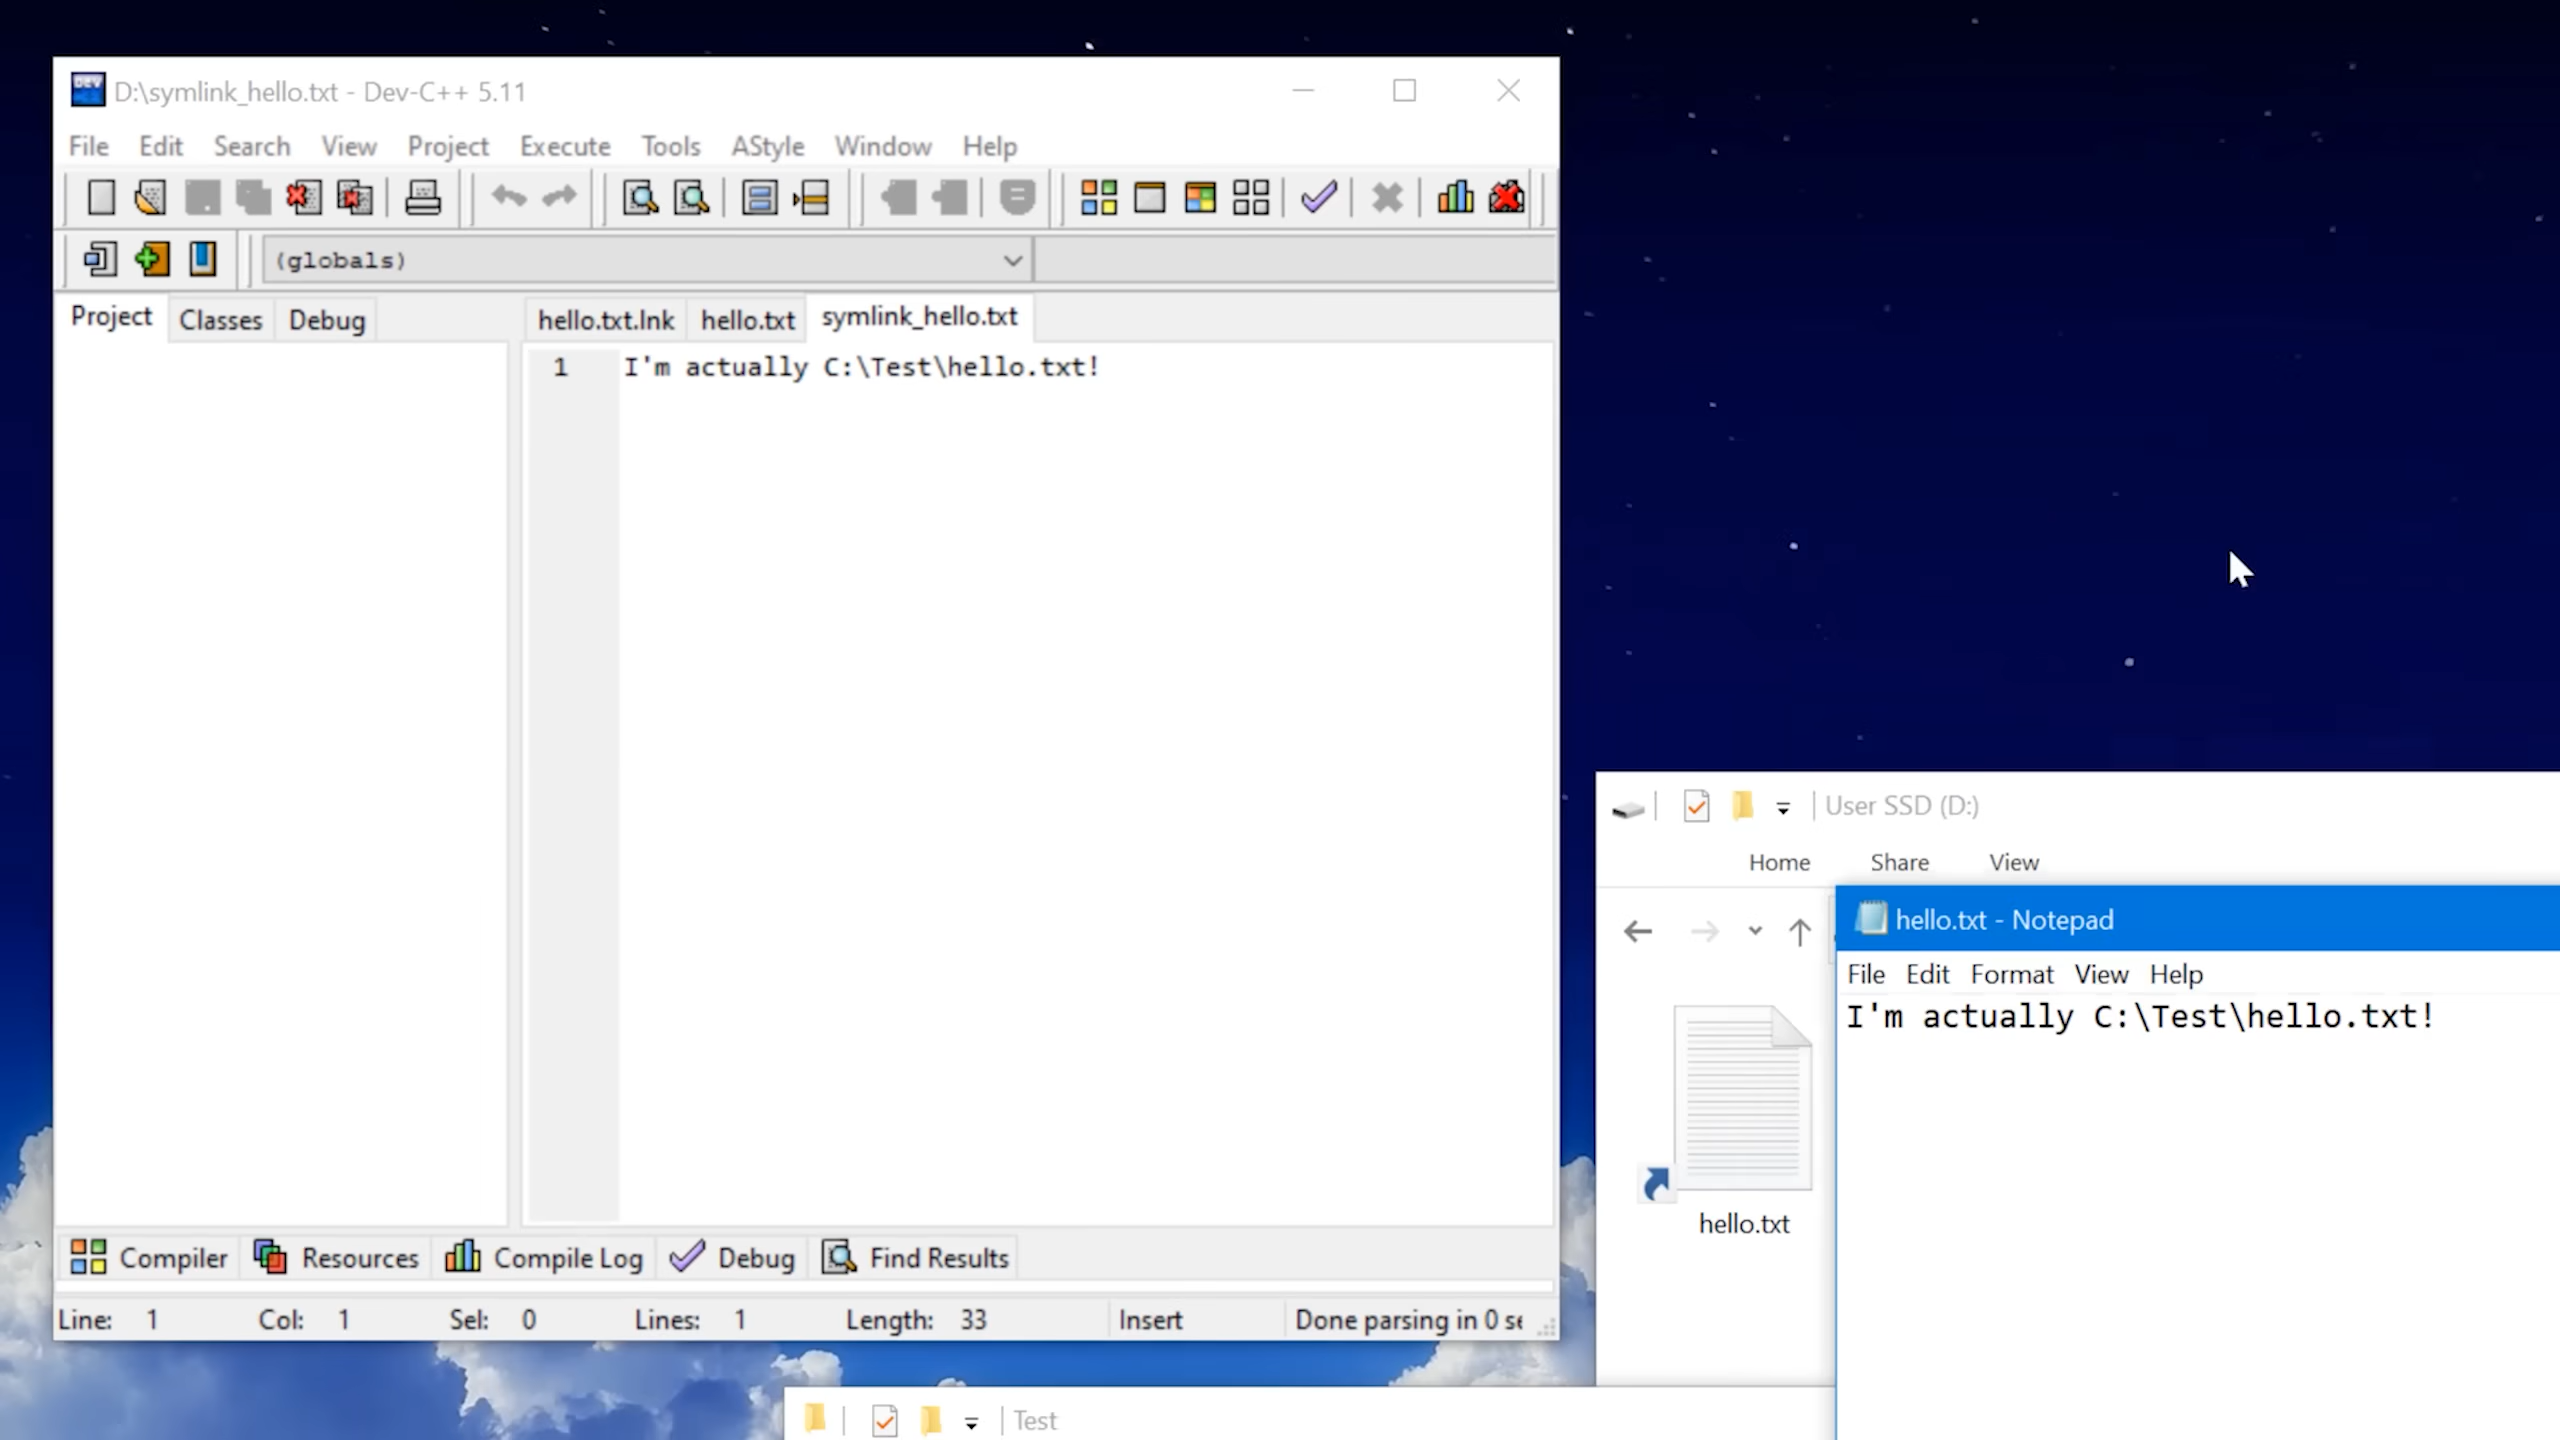 D:\symlink_hello.txt - Dev-C++ 5.11
File Edit Search View Project Execute Tools AStyle Window Help
(globals)
Project Classes Debug
hello.txt.lnk hello.txt symlink_hello.txt
1 I'm actually C:\Test\hello.txt!
Compiler Resources Compile Log Debug Find Results
Line: 1 Col: 1 Sel: 0 Lines: 1 Length: 33 Insert Done parsing in 0 se
User SSD (D:)
Home Share View
hello.txt
hello.txt - Notepad
File Edit Format View Help
I'm actually C:\Test\hello.txt!
Test